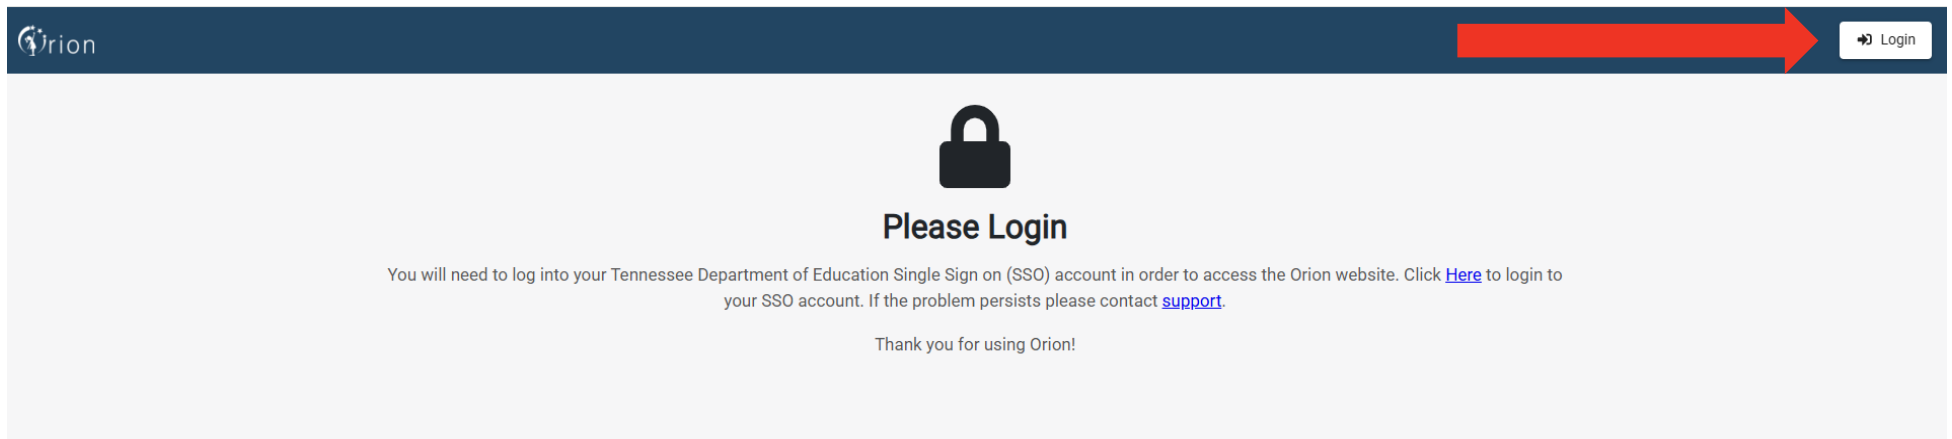 Orion
Login
Please Login
You will need to log into your Tennessee Department of Education Single Sign on (SSO) account in order to access the Orion website. Click Here to login to
your SSO account. If the problem persists please contact support.
Thank you for using Orion!